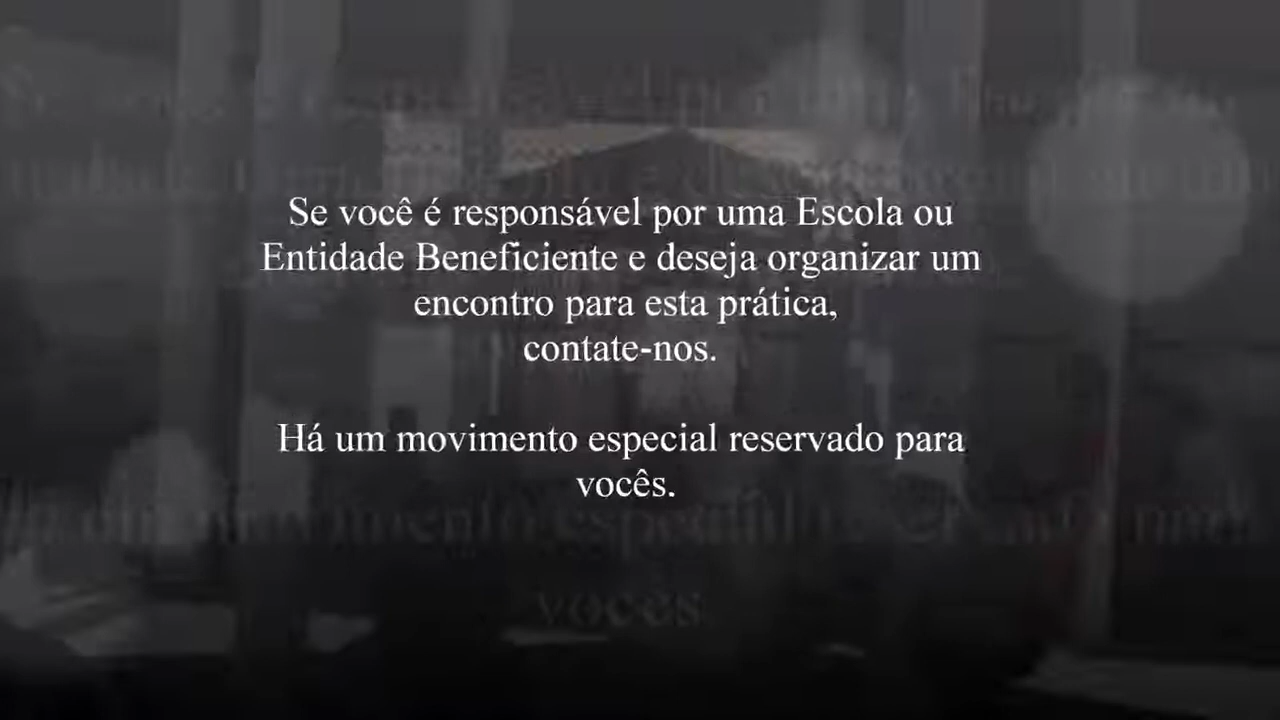 Se você é responsável por uma Escola ou
Entidade Beneficiente e deseja organizar um
encontro para esta prática,
contate-nos.
Há um movimento especial reservado para
vocês.